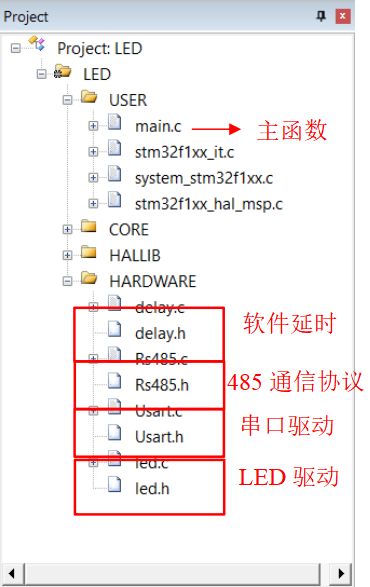 Project
Project: LED
LED
USER
main.c 主函数
stm32f1xx_it.c
system_stm32f1xx.c
stm32f1xx_hal_msp.c
CORE
HALLIB
HARDWARE
delay.c
delay.h 软件延时
Rs485.c
Rs485.h 485 通信协议
Usart.c
Usart.h 串口驱动
led.c
led.h LED 驱动